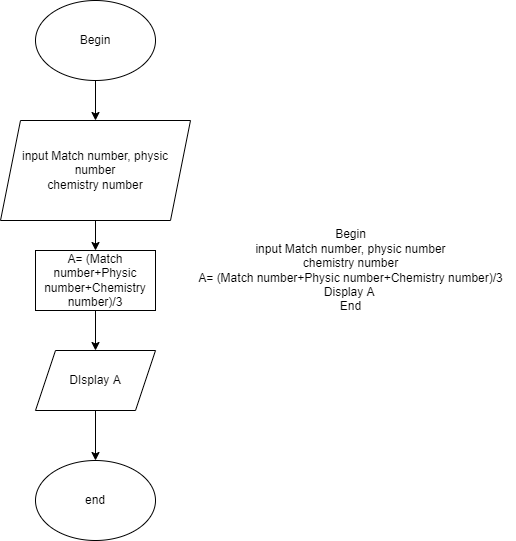 Begin
input Match number, physic
number
chemistry number
A= (Match
number+Physic
number+Chemistry
number)/3
DIsplay A
end
Begin
input Match number, physic number
chemistry number
A= (Match number+Physic number+Chemistry number)/3
Display A
End